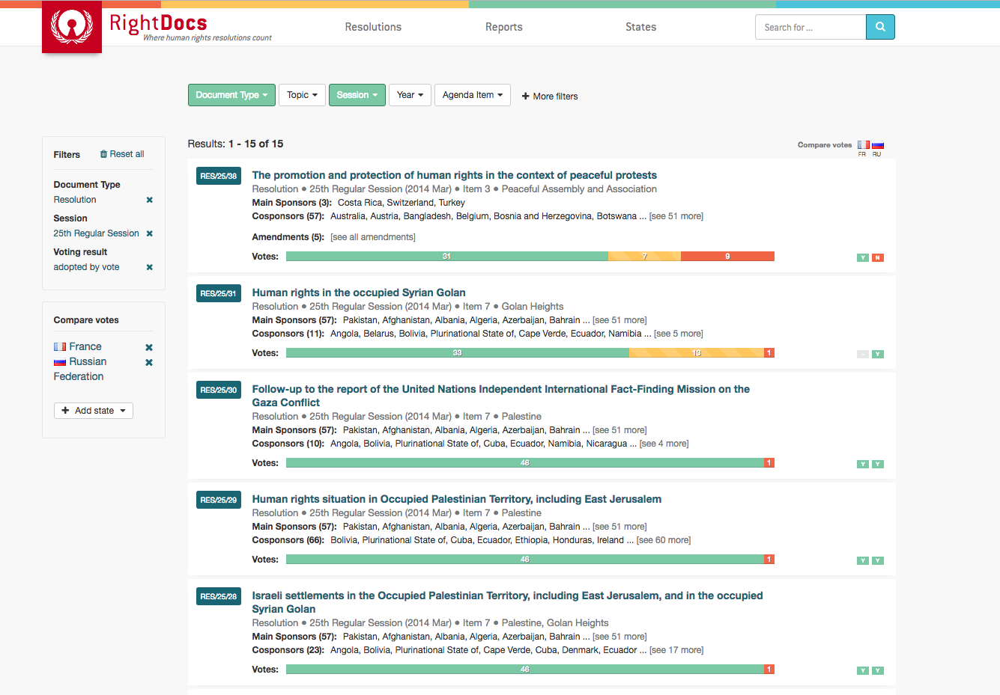 RightDocs
Where human rights resolutions count
Resolutions
Reports
States
Search for ...
Document Type
Topic
Session
Year
Agenda Item
+ More filters
Filters
Reset all
Document Type
Resolution
Session
25th Regular Session
Voting result
adopted by vote
Compare votes
France
Russian
Federation
+ Add state
Results: 1 - 15 of 15
Compare votes
FR RU
RES/25/38
The promotion and protection of human rights in the context of peaceful protests
Resolution ● 25th Regular Session (2014 Mar) ● Item 3 ● Peaceful Assembly and Association
Main Sponsors (3): Costa Rica, Switzerland, Turkey
Cosponsors (57): Australia, Austria, Bangladesh, Belgium, Bosnia and Herzegovina, Botswana ... [see 51 more]
Amendments (5): [see all amendments]
Votes: 31 7 9 Y N
RES/25/31
Human rights in the occupied Syrian Golan
Resolution ● 25th Regular Session (2014 Mar) ● Item 7 ● Golan Heights
Main Sponsors (57): Pakistan, Afghanistan, Albania, Algeria, Azerbaijan, Bahrain ... [see 51 more]
Cosponsors (11): Angola, Belarus, Bolivia, Plurinational State of, Cape Verde, Ecuador, Namibia ... [see 5 more]
Votes: 33 13 1 Y
RES/25/30
Follow-up to the report of the United Nations Independent International Fact-Finding Mission on the
Gaza Conflict
Resolution ● 25th Regular Session (2014 Mar) ● Item 7 ● Palestine
Main Sponsors (57): Pakistan, Afghanistan, Albania, Algeria, Azerbaijan, Bahrain ... [see 51 more]
Cosponsors (10): Angola, Bolivia, Plurinational State of, Cuba, Ecuador, Namibia, Nicaragua ... [see 4 more]
Votes: 46 1 Y Y
RES/25/29
Human rights situation in Occupied Palestinian Territory, including East Jerusalem
Resolution ● 25th Regular Session (2014 Mar) ● Item 7 ● Palestine
Main Sponsors (57): Pakistan, Afghanistan, Albania, Algeria, Azerbaijan, Bahrain ... [see 51 more]
Cosponsors (66): Bolivia, Plurinational State of, Cuba, Ecuador, Ethiopia, Honduras, Ireland ... [see 60 more]
Votes: 46 1 Y Y
RES/25/28
Israeli settlements in the Occupied Palestinian Territory, including East Jerusalem, and in the occupied
Syrian Golan
Resolution ● 25th Regular Session (2014 Mar) ● Item 7 ● Palestine, Golan Heights
Main Sponsors (57): Pakistan, Afghanistan, Albania, Algeria, Azerbaijan, Bahrain ... [see 51 more]
Cosponsors (23): Angola, Bolivia, Plurinational State of, Cape Verde, Cuba, Denmark, Ecuador ... [see 17 more]
Votes: 46 1 Y Y